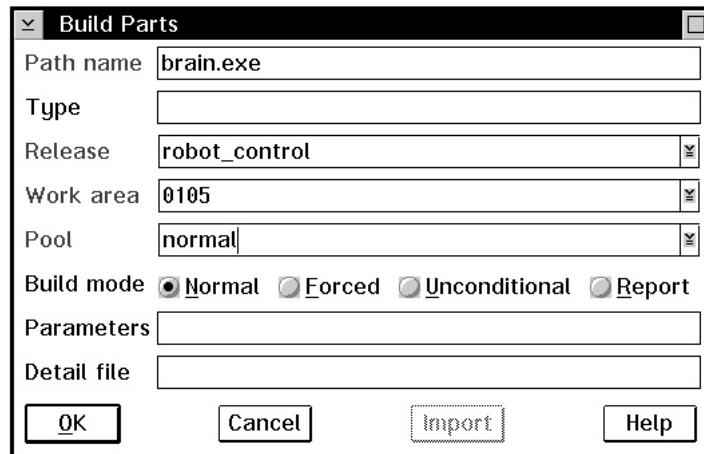 Build Parts
Path name brain.exe
Type
Release robot_control
Work area 0105
Pool normal
Build mode Normal Forced Unconditional Report
Parameters
Detail file
OK Cancel Import Help